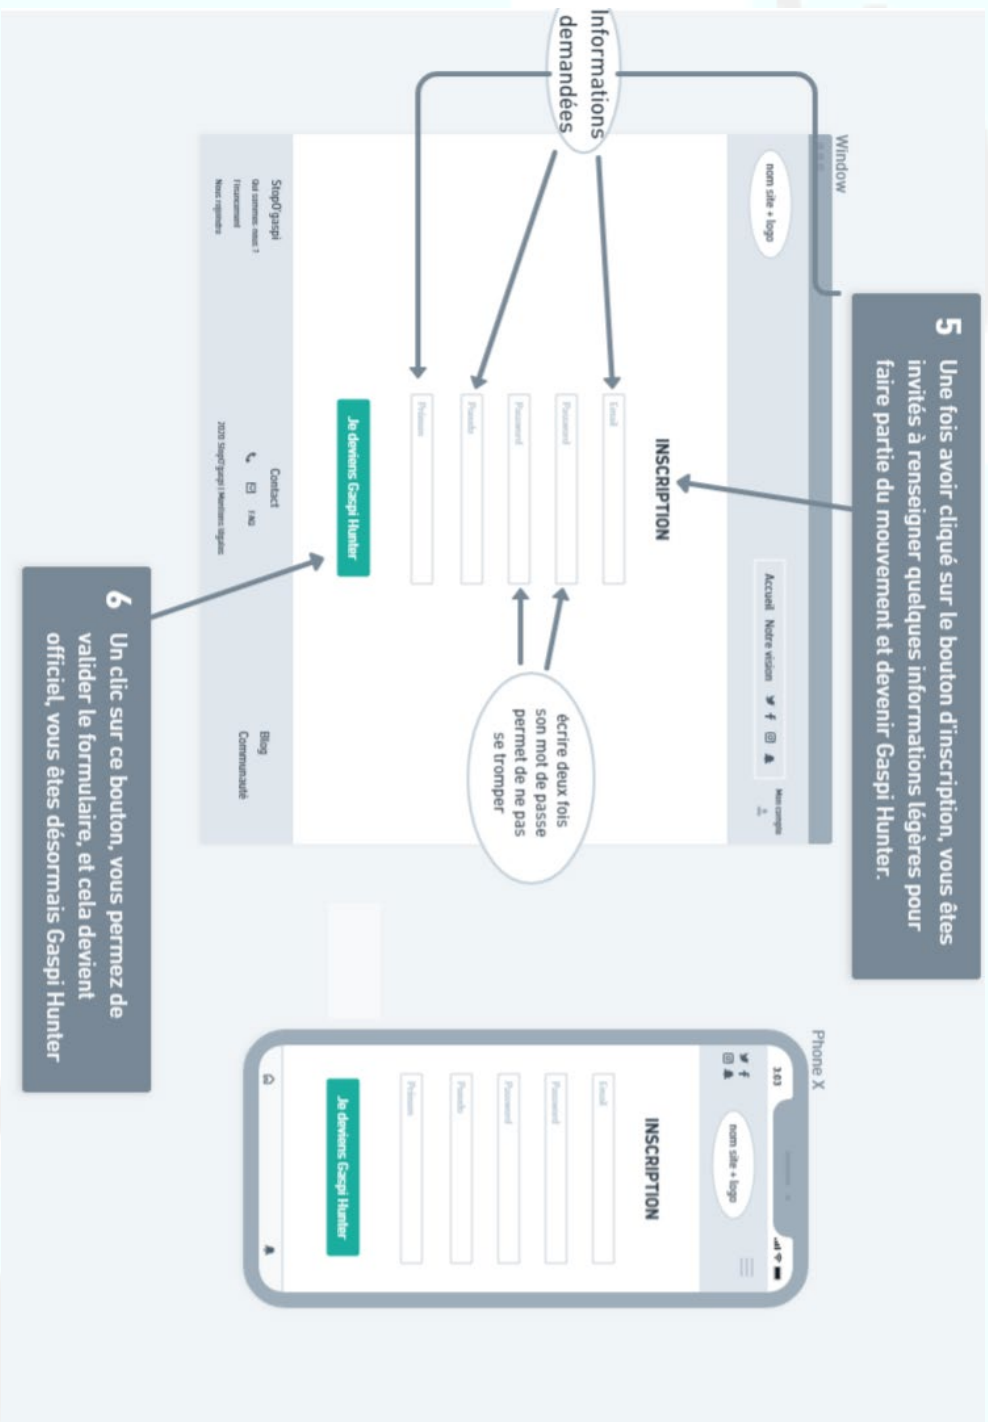 5 Une fois avoir cliqué sur le bouton d'inscription, vous êtes
invités à renseigner quelques informations légères pour
faire partie du mouvement et devenir Gaspi Hunter.
Informations
demandées
Window
nom site + logo
Accueil Notre vision
Mon compte
INSCRIPTION
Email
Password
Password
Pseudo
Prénom
Je deviens Gaspi Hunter
écrire deux fois
son mot de passe
permet de ne pas
se tromper
StopO'gaspi
Qui sommes-nous ?
Financement
Nous rejoindre
Contact
FAQ
2020 StopO'gaspi | Mentions légales
Blog
Communauté
6 Un clic sur ce bouton, vous permez de
valider le formulaire, et cela devient
officiel, vous êtes désormais Gaspi Hunter
Phone X
3:03
nom site + logo
INSCRIPTION
Email
Password
Password
Pseudo
Prénom
Je deviens Gaspi Hunter